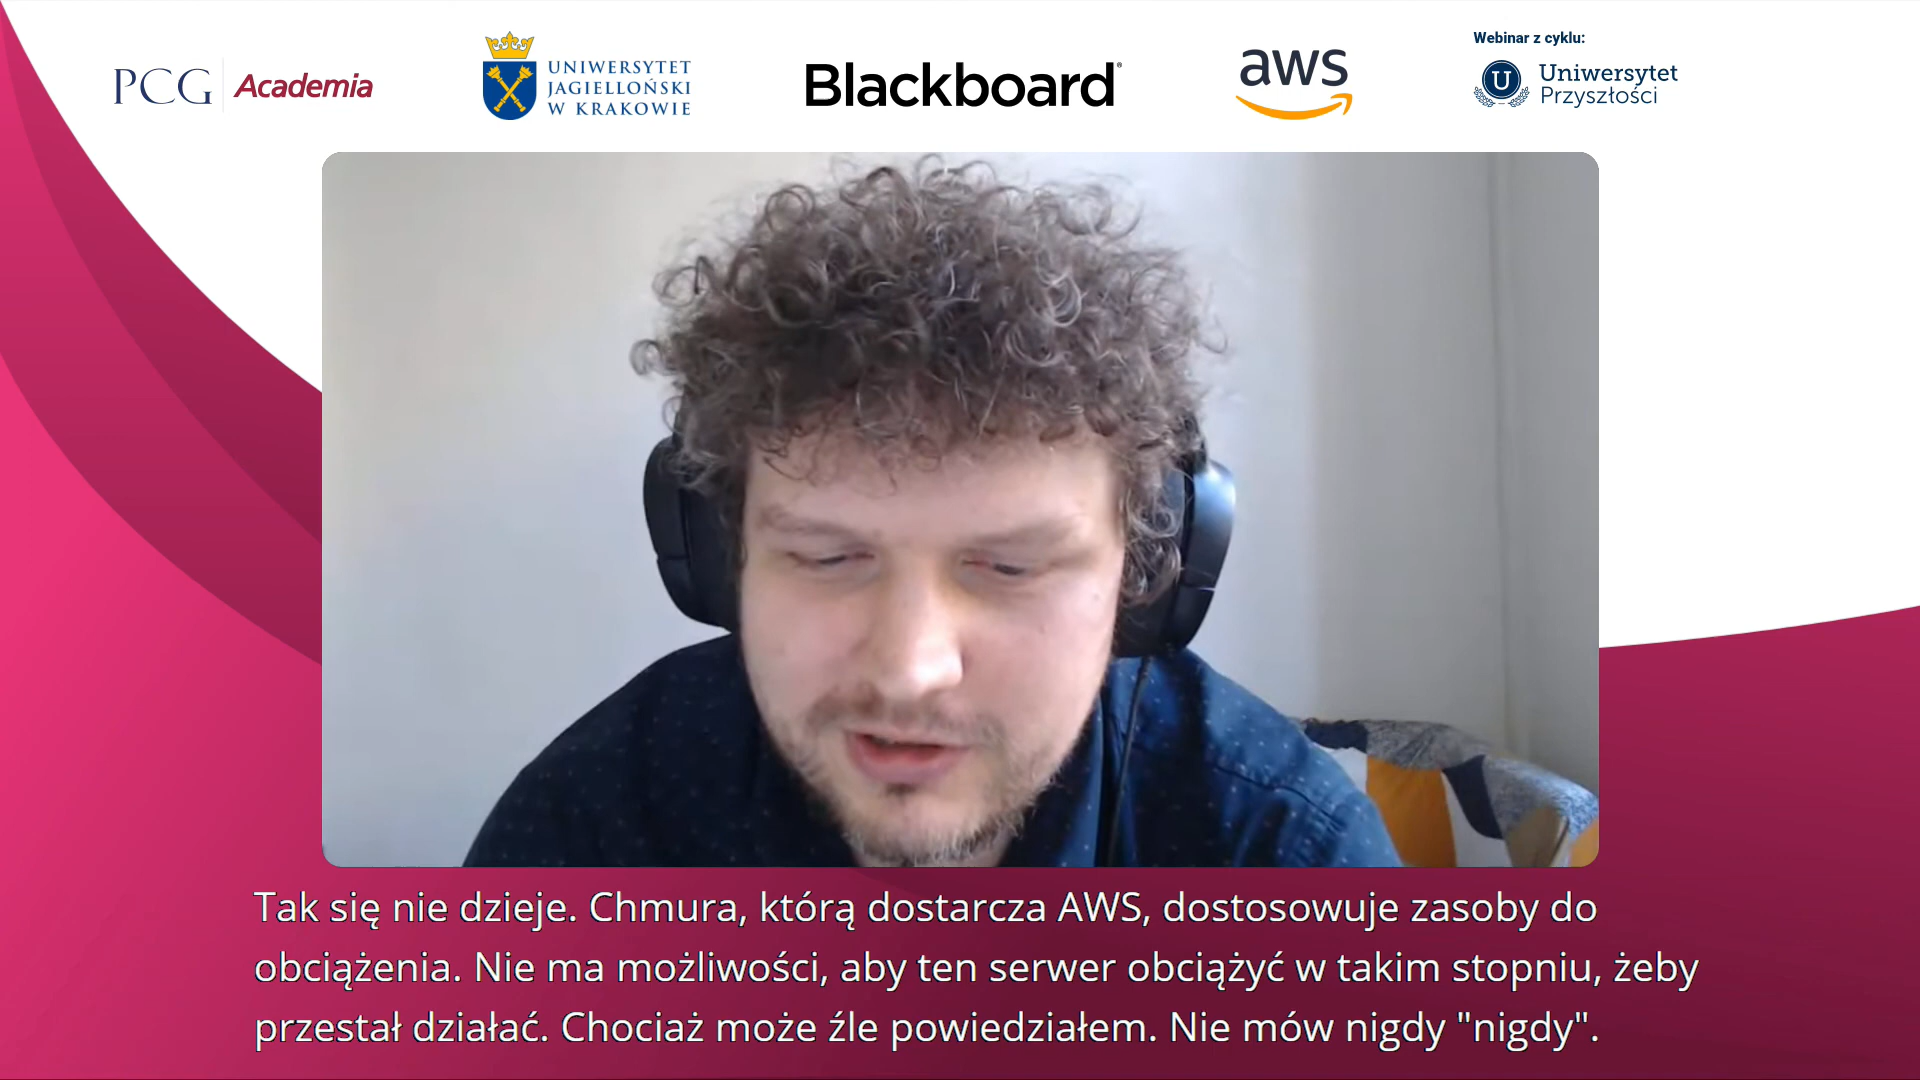 PCG Academia
UNIWERSYTET
JAGIELLOŃSKI
W KRAKOWIE
Blackboard®
aws
Webinar z cyklu:
U
Uniwersytet
Przyszłości
Tak się nie dzieje. Chmura, którą dostarcza AWS, dostosowuje zasoby do
obciążenia. Nie ma możliwości, aby ten serwer obciążyć w takim stopniu, żeby
przestał działać. Chociaż może źle powiedziałem. Nie mów nigdy "nigdy".